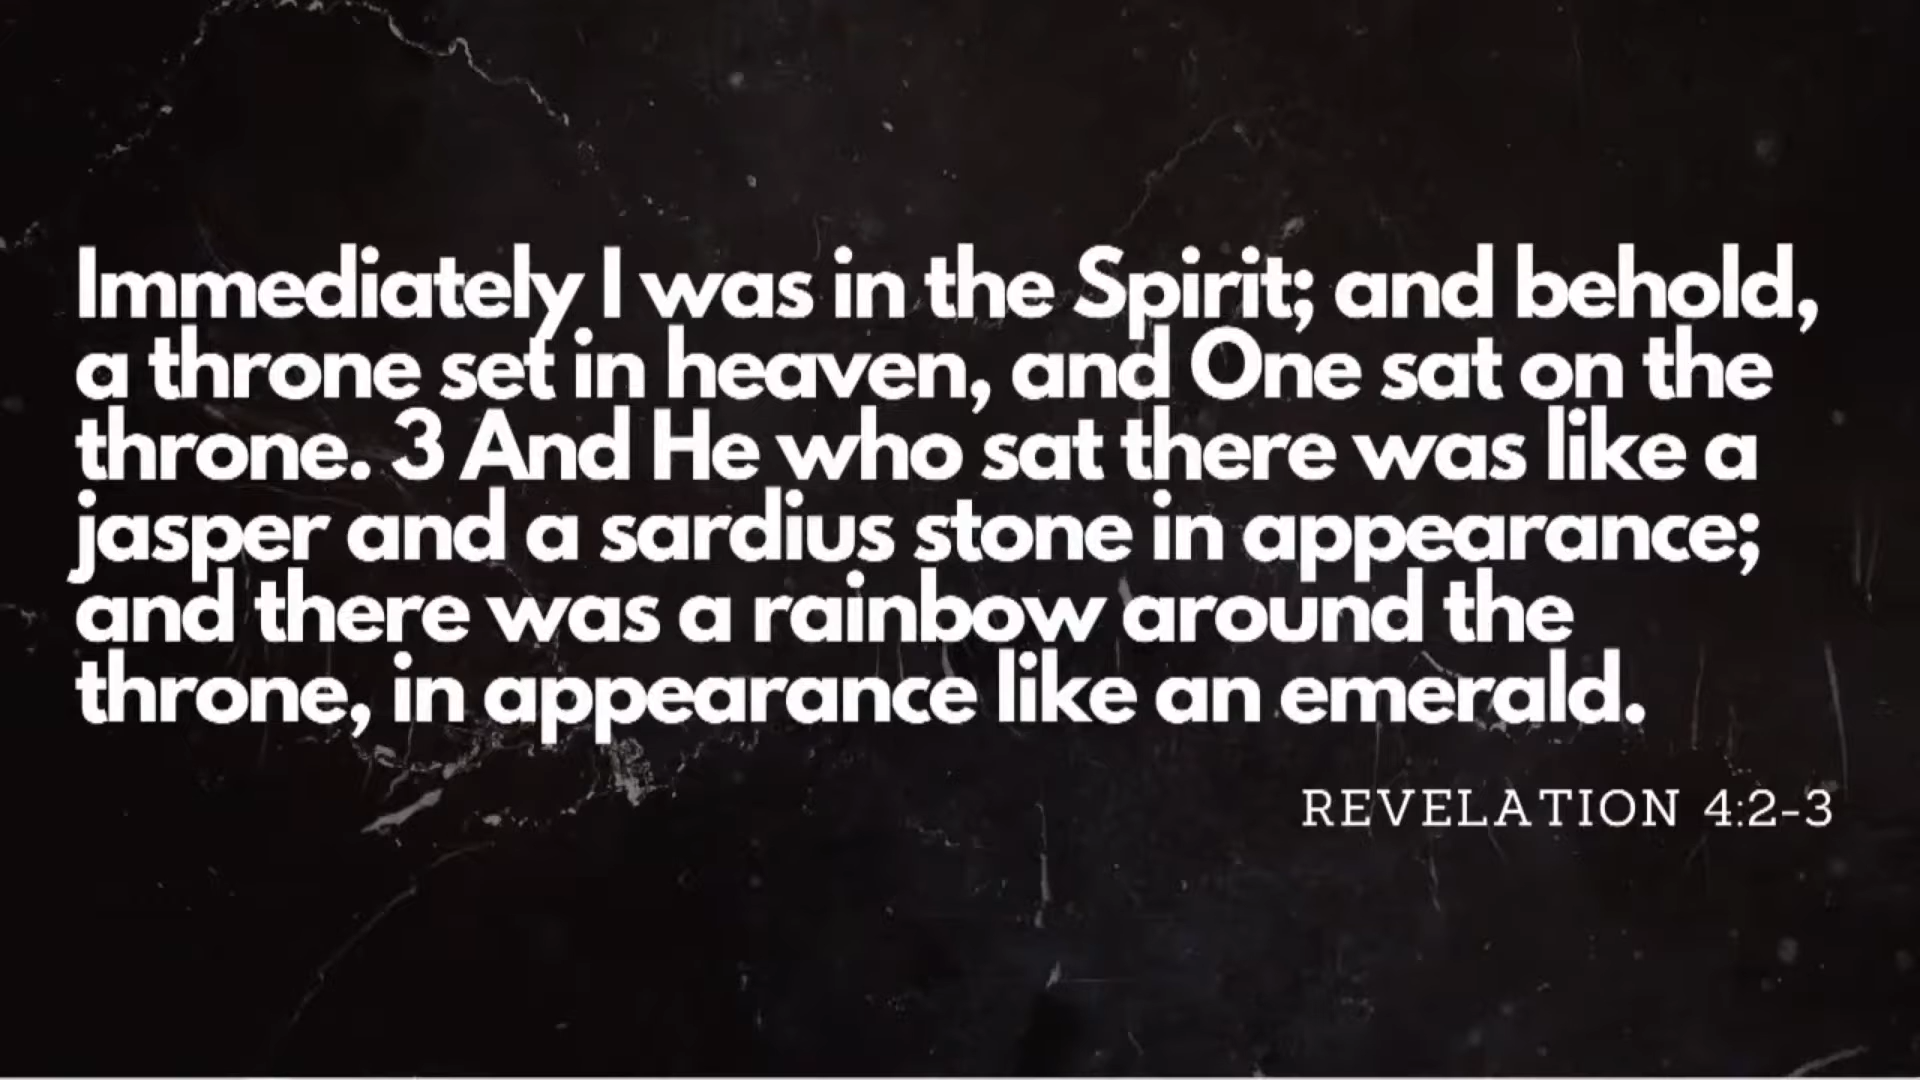 Immediately I was in the Spirit; and behold,
a throne set in heaven, and One sat on the
throne. 3 And He who sat there was like a
jasper and a sardius stone in appearance;
and there was a rainbow around the
throne, in appearance like an emerald.
REVELATION 4:2-3